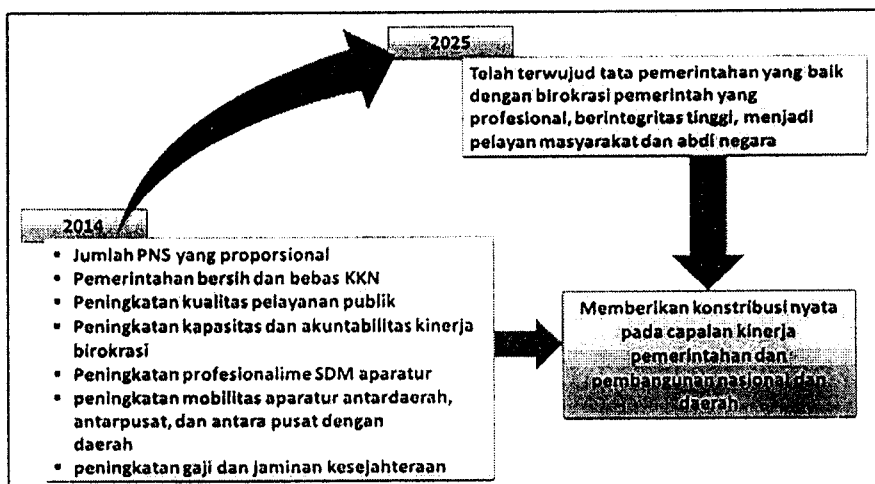 2025
Telah terwujud tata pemerintahan yang baik
dengan birokrasi pemerintah yang
profesional, berintegritas tinggi, menjadi
pelayan masyarakat dan abdi negara
2014
▪ Jumlah PNS yang proporsional
▪ Pemerintahan bersih dan bebas KKN
▪ Peningkatan kualitas pelayanan publik
▪ Peningkatan kapasitas dan akuntabilitas kinerja
birokrasi
▪ Peningkatan profesionalime SDM aparatur
▪ peningkatan mobilitas aparatur antardaerah,
antarpusat, dan antara pusat dengan
daerah
▪ peningkatan gaji dan jaminan kesejahteraan
Memberikan konstribusi nyata
pada capaian kinerja
pemerintahan dan
pembangunan nasional dan
daerah